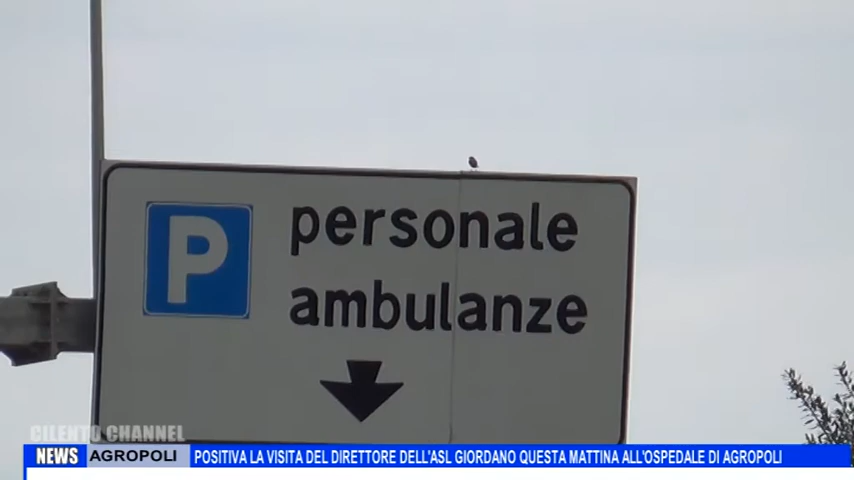 P
personale
ambulanze
CILENTO CHANNEL
NEWS AGROPOLI POSITIVA LA VISITA DEL DIRETTORE DELL'ASL GIORDANO QUESTA MATTINA ALL'OSPEDALE DI AGROPOLI